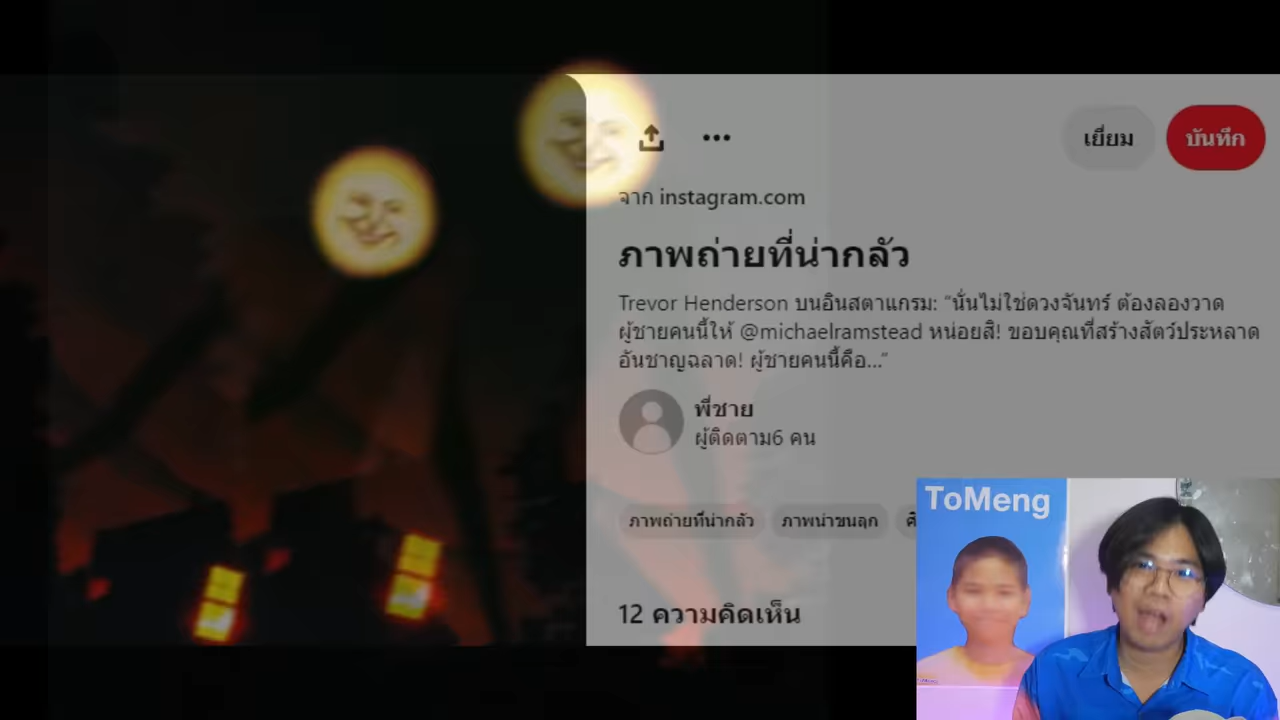 เยี่ยม
บันทึก
จาก instagram.com
ภาพถ่ายที่น่ากลัว
Trevor Henderson บนอินสตาแกรม: “นั่นไม่ใช่ดวงจันทร์ ต้องลองวาด
ผู้ชายคนนี้ให้ @michaelramstead หน่อยสิ! ขอบคุณที่สร้างสัตว์ประหลาด
อันชาญฉลาด! ผู้ชายคนนี้คือ...”
พี่ชาย
ผู้ติดตาม6 คน
ภาพถ่ายที่น่ากลัว
ภาพน่าขนลุก
12 ความคิดเห็น
ToMeng